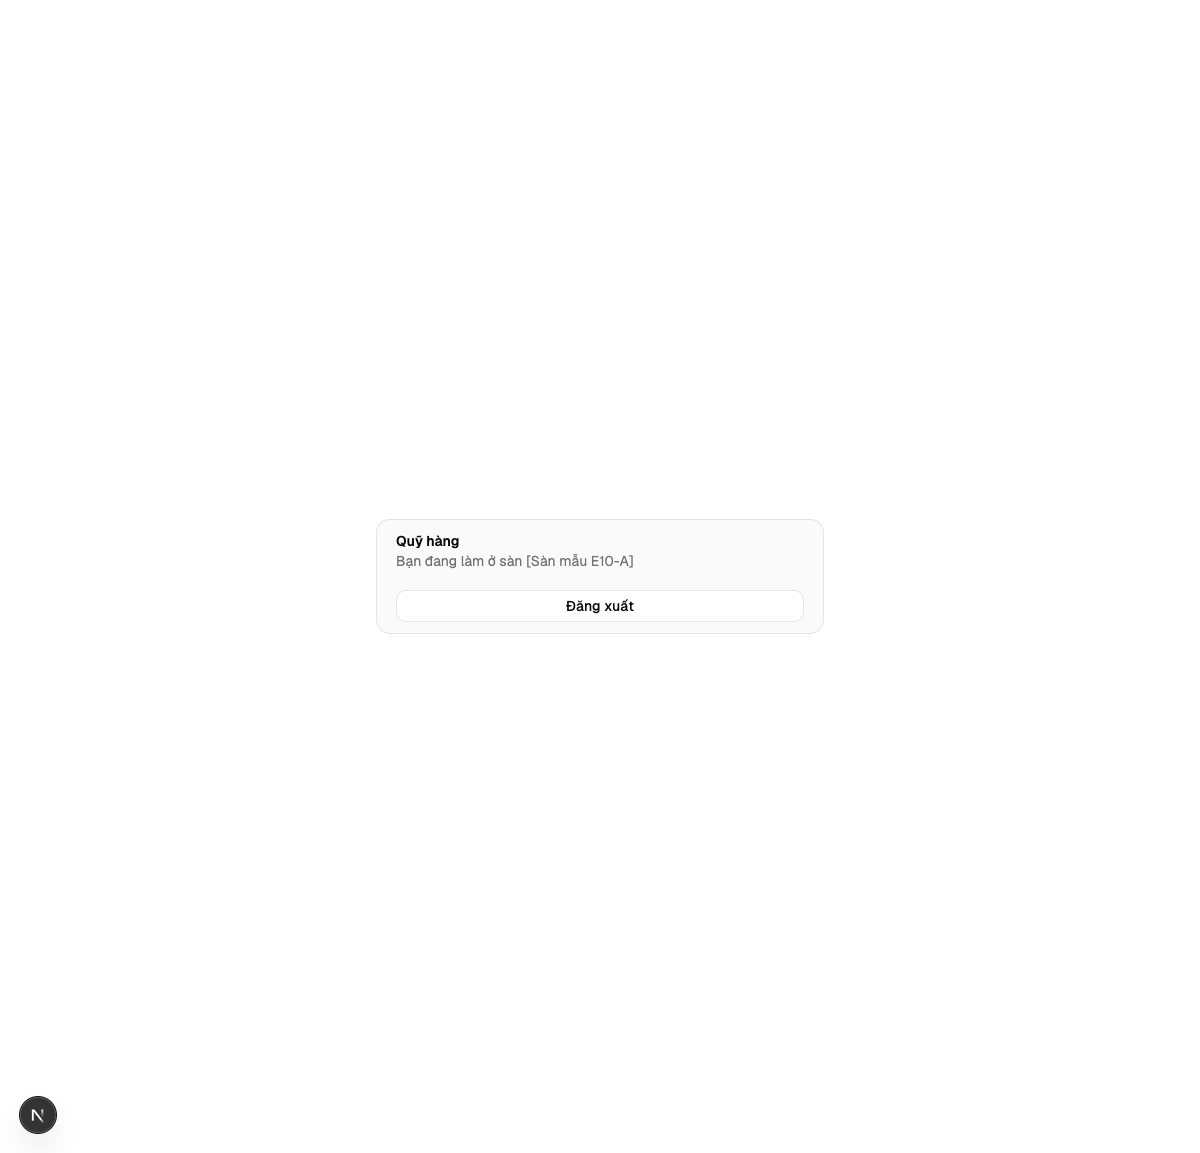 Quỹ hàng
Bạn đang làm ở sàn [Sàn mẫu E10-A]
Đăng xuất
N